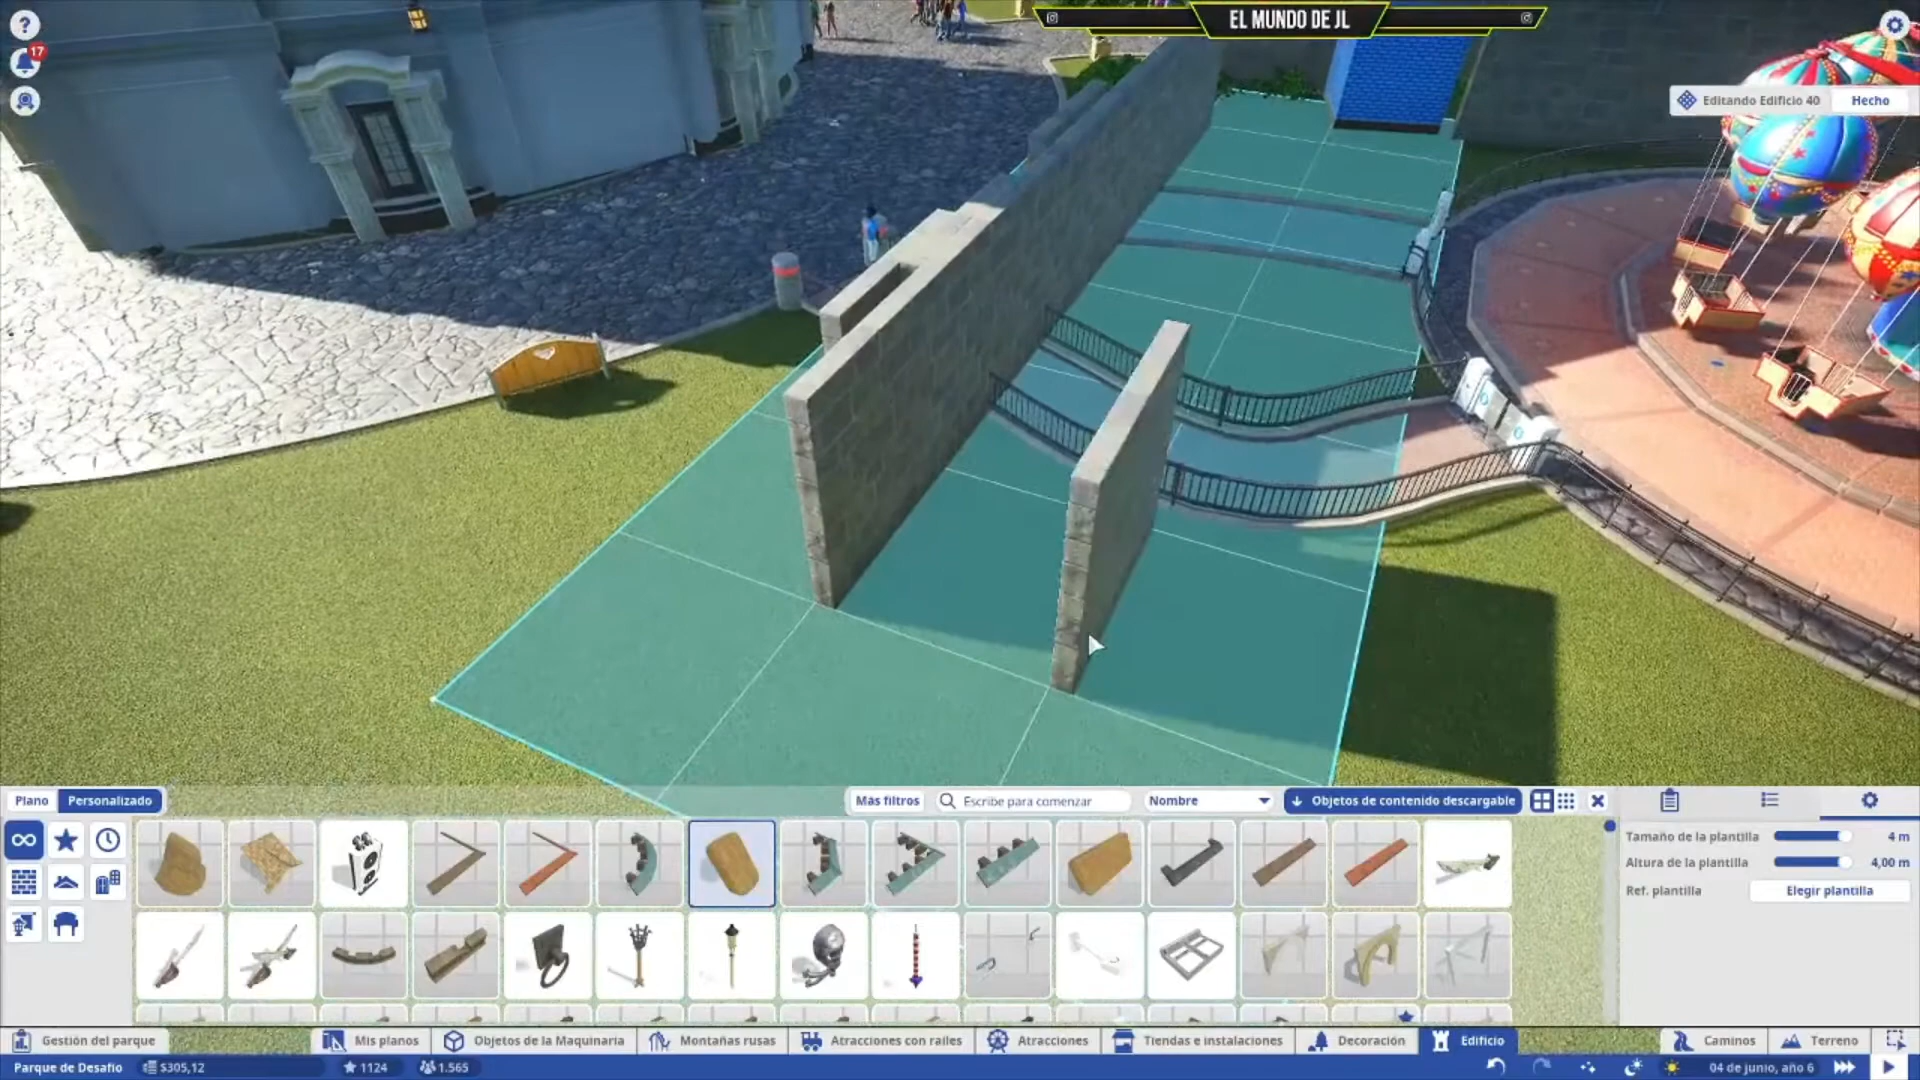 EL MUNDO DE JL
?
17
Editando Edificio 40
Hecho
Plano
Personalizado
Más filtros
Escribe para comenzar
Nombre
Objetos de contenido descargable
Tamaño de la plantilla
4 m
Altura de la plantilla
4,00 m
Ref. plantilla
Elegir plantilla
Gestión del parque
Mis planos
Objetos de la Maquinaria
Montañas rusas
Atracciones con railes
Atracciones
Tiendas e instalaciones
Decoración
Edificio
Caminos
Terreno
Parque de Desafío
$305,12
1124
1.565
04 de junio, año 6